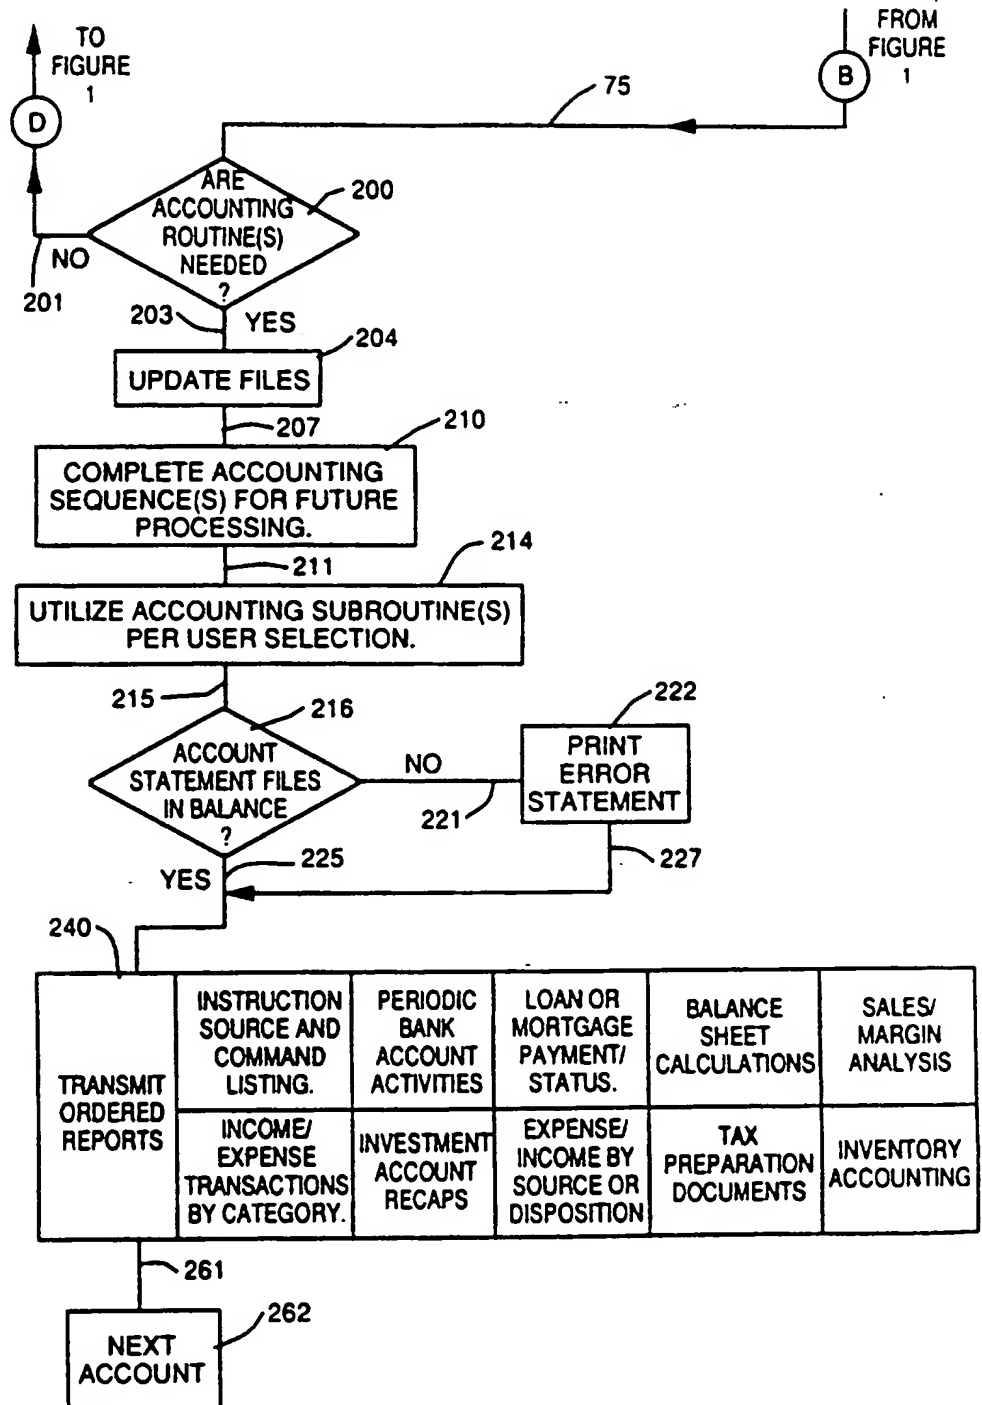 TO
FIGURE
1
FROM
FIGURE
1
D
B
75
ARE
ACCOUNTING
ROUTINE(S)
NEEDED
?
200
NO
201
203
YES
204
UPDATE FILES
207
210
COMPLETE ACCOUNTING
SEQUENCE(S) FOR FUTURE
PROCESSING.
211
214
UTILIZE ACCOUNTING SUBROUTINE(S)
PER USER SELECTION.
215
216
ACCOUNT
STATEMENT FILES
IN BALANCE
?
NO
221
222
PRINT
ERROR
STATEMENT
227
225
YES
240
TRANSMIT
ORDERED
REPORTS
INSTRUCTION
SOURCE AND
COMMAND
LISTING.
PERIODIC
BANK
ACCOUNT
ACTIVITIES
LOAN OR
MORTGAGE
PAYMENT/
STATUS.
BALANCE
SHEET
CALCULATIONS
SALES/
MARGIN
ANALYSIS
INCOME/
EXPENSE
TRANSACTIONS
BY CATEGORY.
INVESTMENT
ACCOUNT
RECAPS
EXPENSE/
INCOME BY
SOURCE OR
DISPOSITION
TAX
PREPARATION
DOCUMENTS
INVENTORY
ACCOUNTING
261
262
NEXT
ACCOUNT